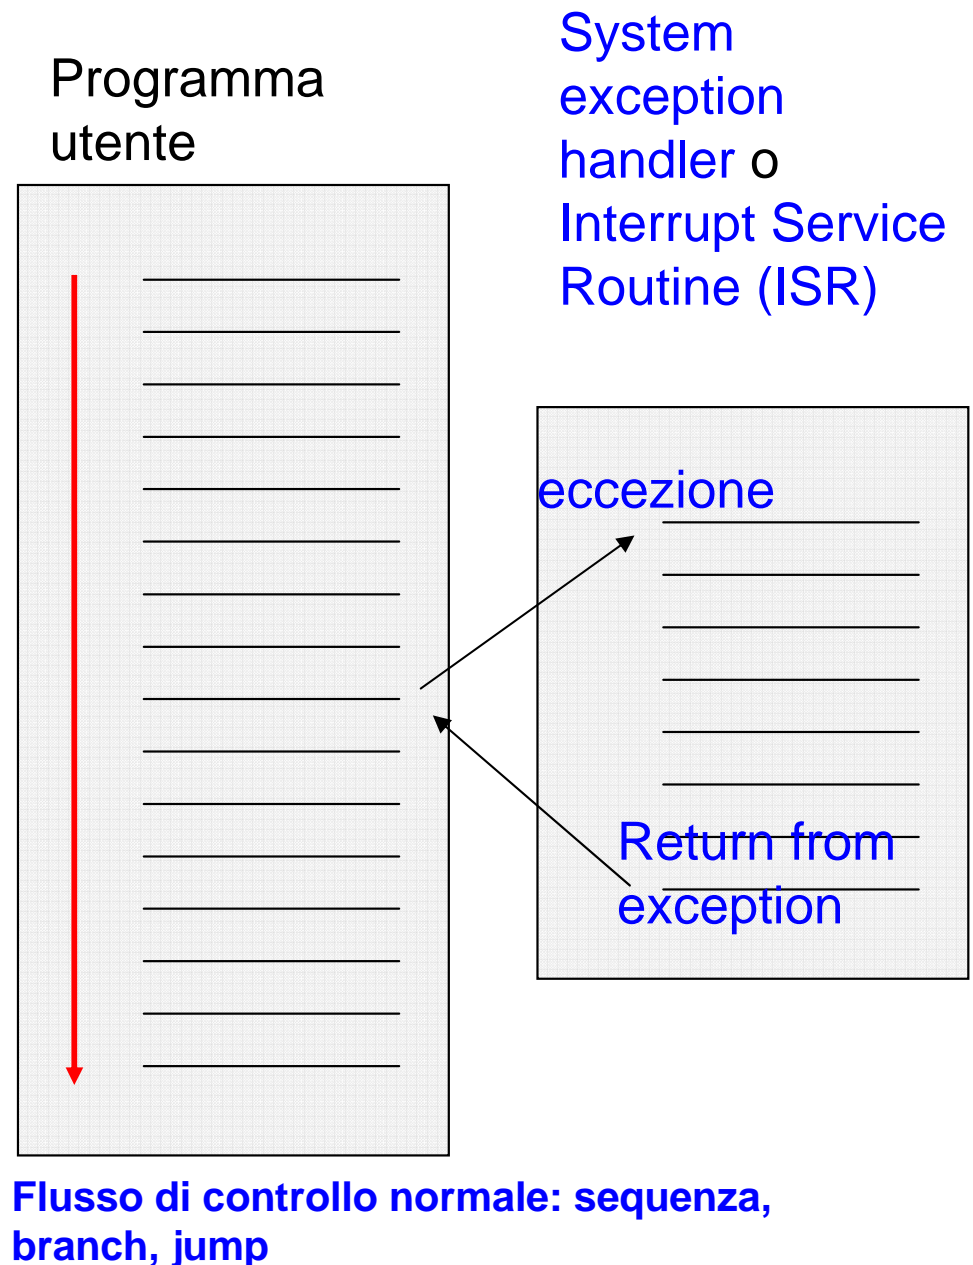 Programma
utente
System
exception
handler o
Interrupt Service
Routine (ISR)
eccezione
Return from
exception
Flusso di controllo normale: sequenza,
branch, jump